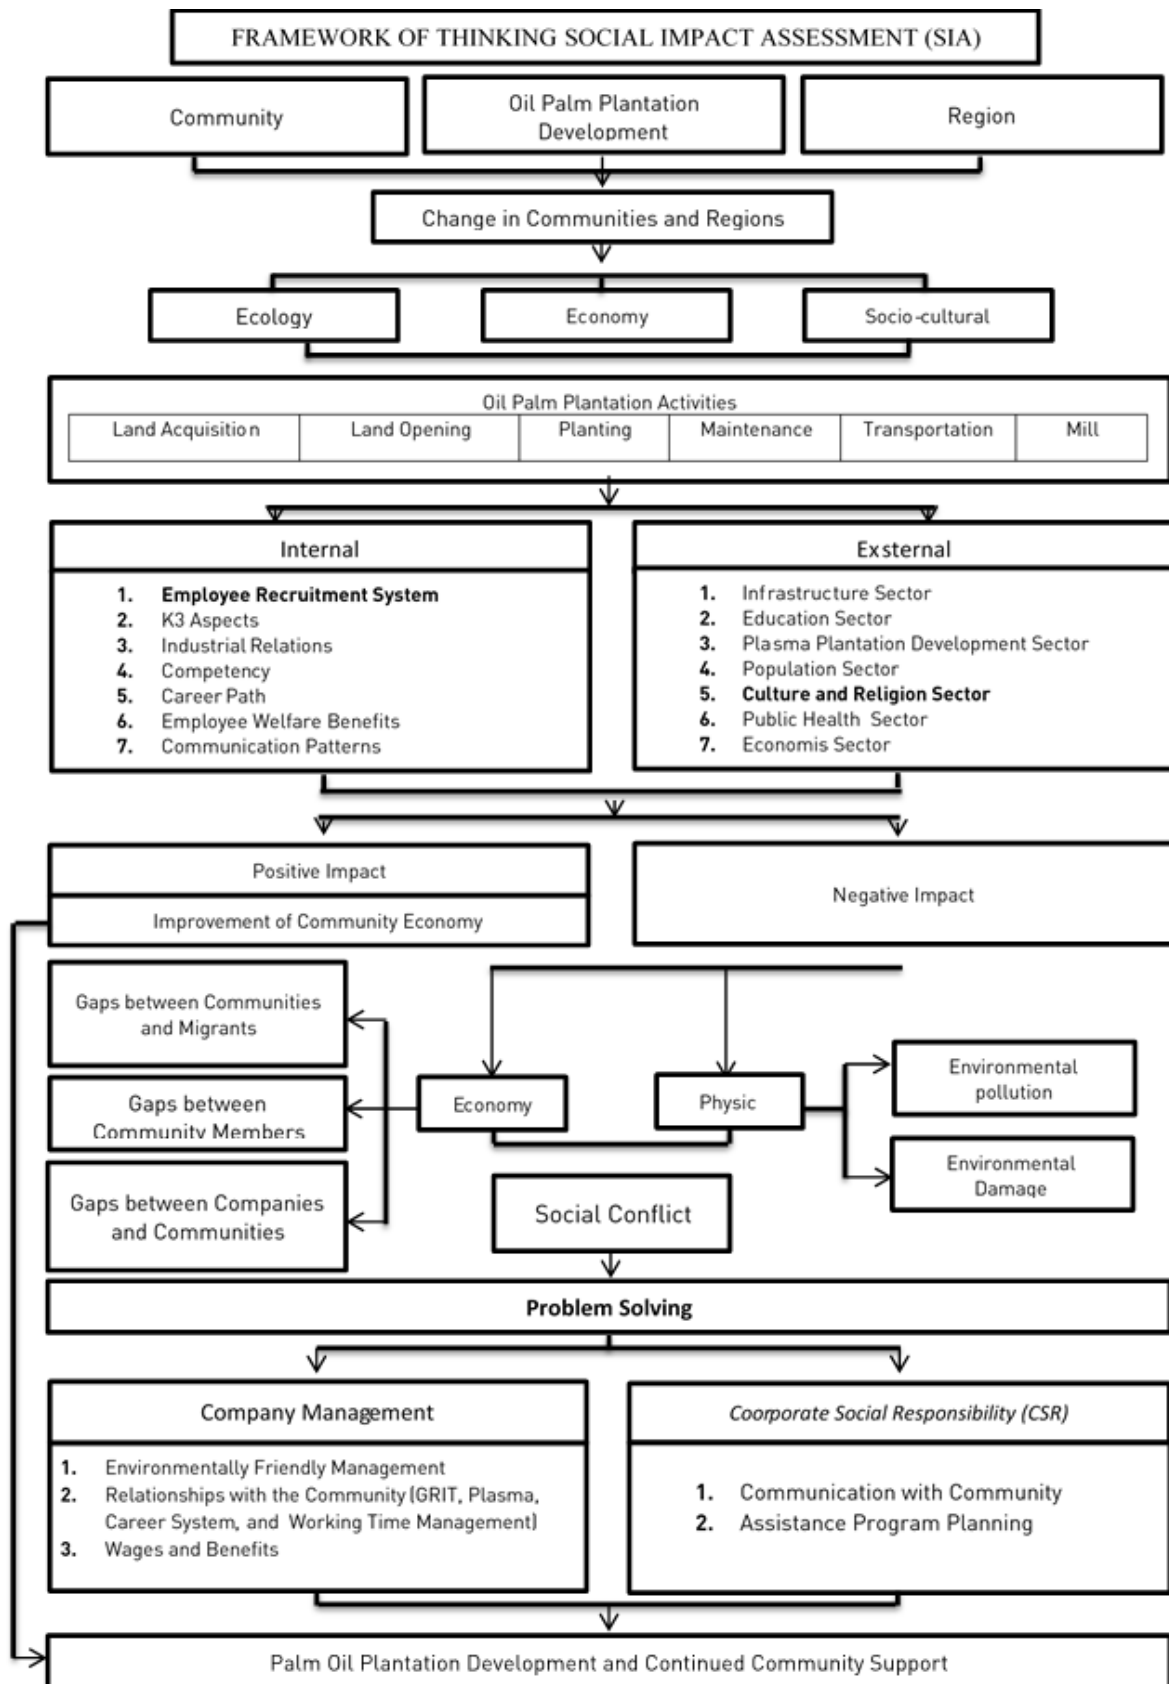 FRAMEWORK OF THINKING SOCIAL IMPACT ASSESSMENT (SIA)
Community
Oil Palm Plantation
Development
Region
Change in Communities and Regions
Ecology
Economy
Socio-cultural
Oil Palm Plantation Activities
Land Acquisition
Land Opening
Planting
Maintenance
Transportation
Mill
Internal
1. Employee Recruitment System
2. K3 Aspects
3. Industrial Relations
4. Competency
5. Career Path
6. Employee Welfare Benefits
7. Communication Patterns
Exsternal
1. Infrastructure Sector
2. Education Sector
3. Plasma Plantation Development Sector
4. Population Sector
5. Culture and Religion Sector
6. Public Health Sector
7. Economis Sector
Positive Impact
Improvement of Community Economy
Negative Impact
Gaps between Communities
and Migrants
Gaps between
Community Members
Gaps between Companies
and Communities
Economy
Physic
Environmental
pollution
Environmental
Damage
Social Conflict
Problem Solving
Company Management
1. Environmentally Friendly Management
2. Relationships with the Community (GRIT, Plasma,
Career System, and Working Time Management)
3. Wages and Benefits
Coorporate Social Responsibility (CSR)
1. Communication with Community
2. Assistance Program Planning
Palm Oil Plantation Development and Continued Community Support